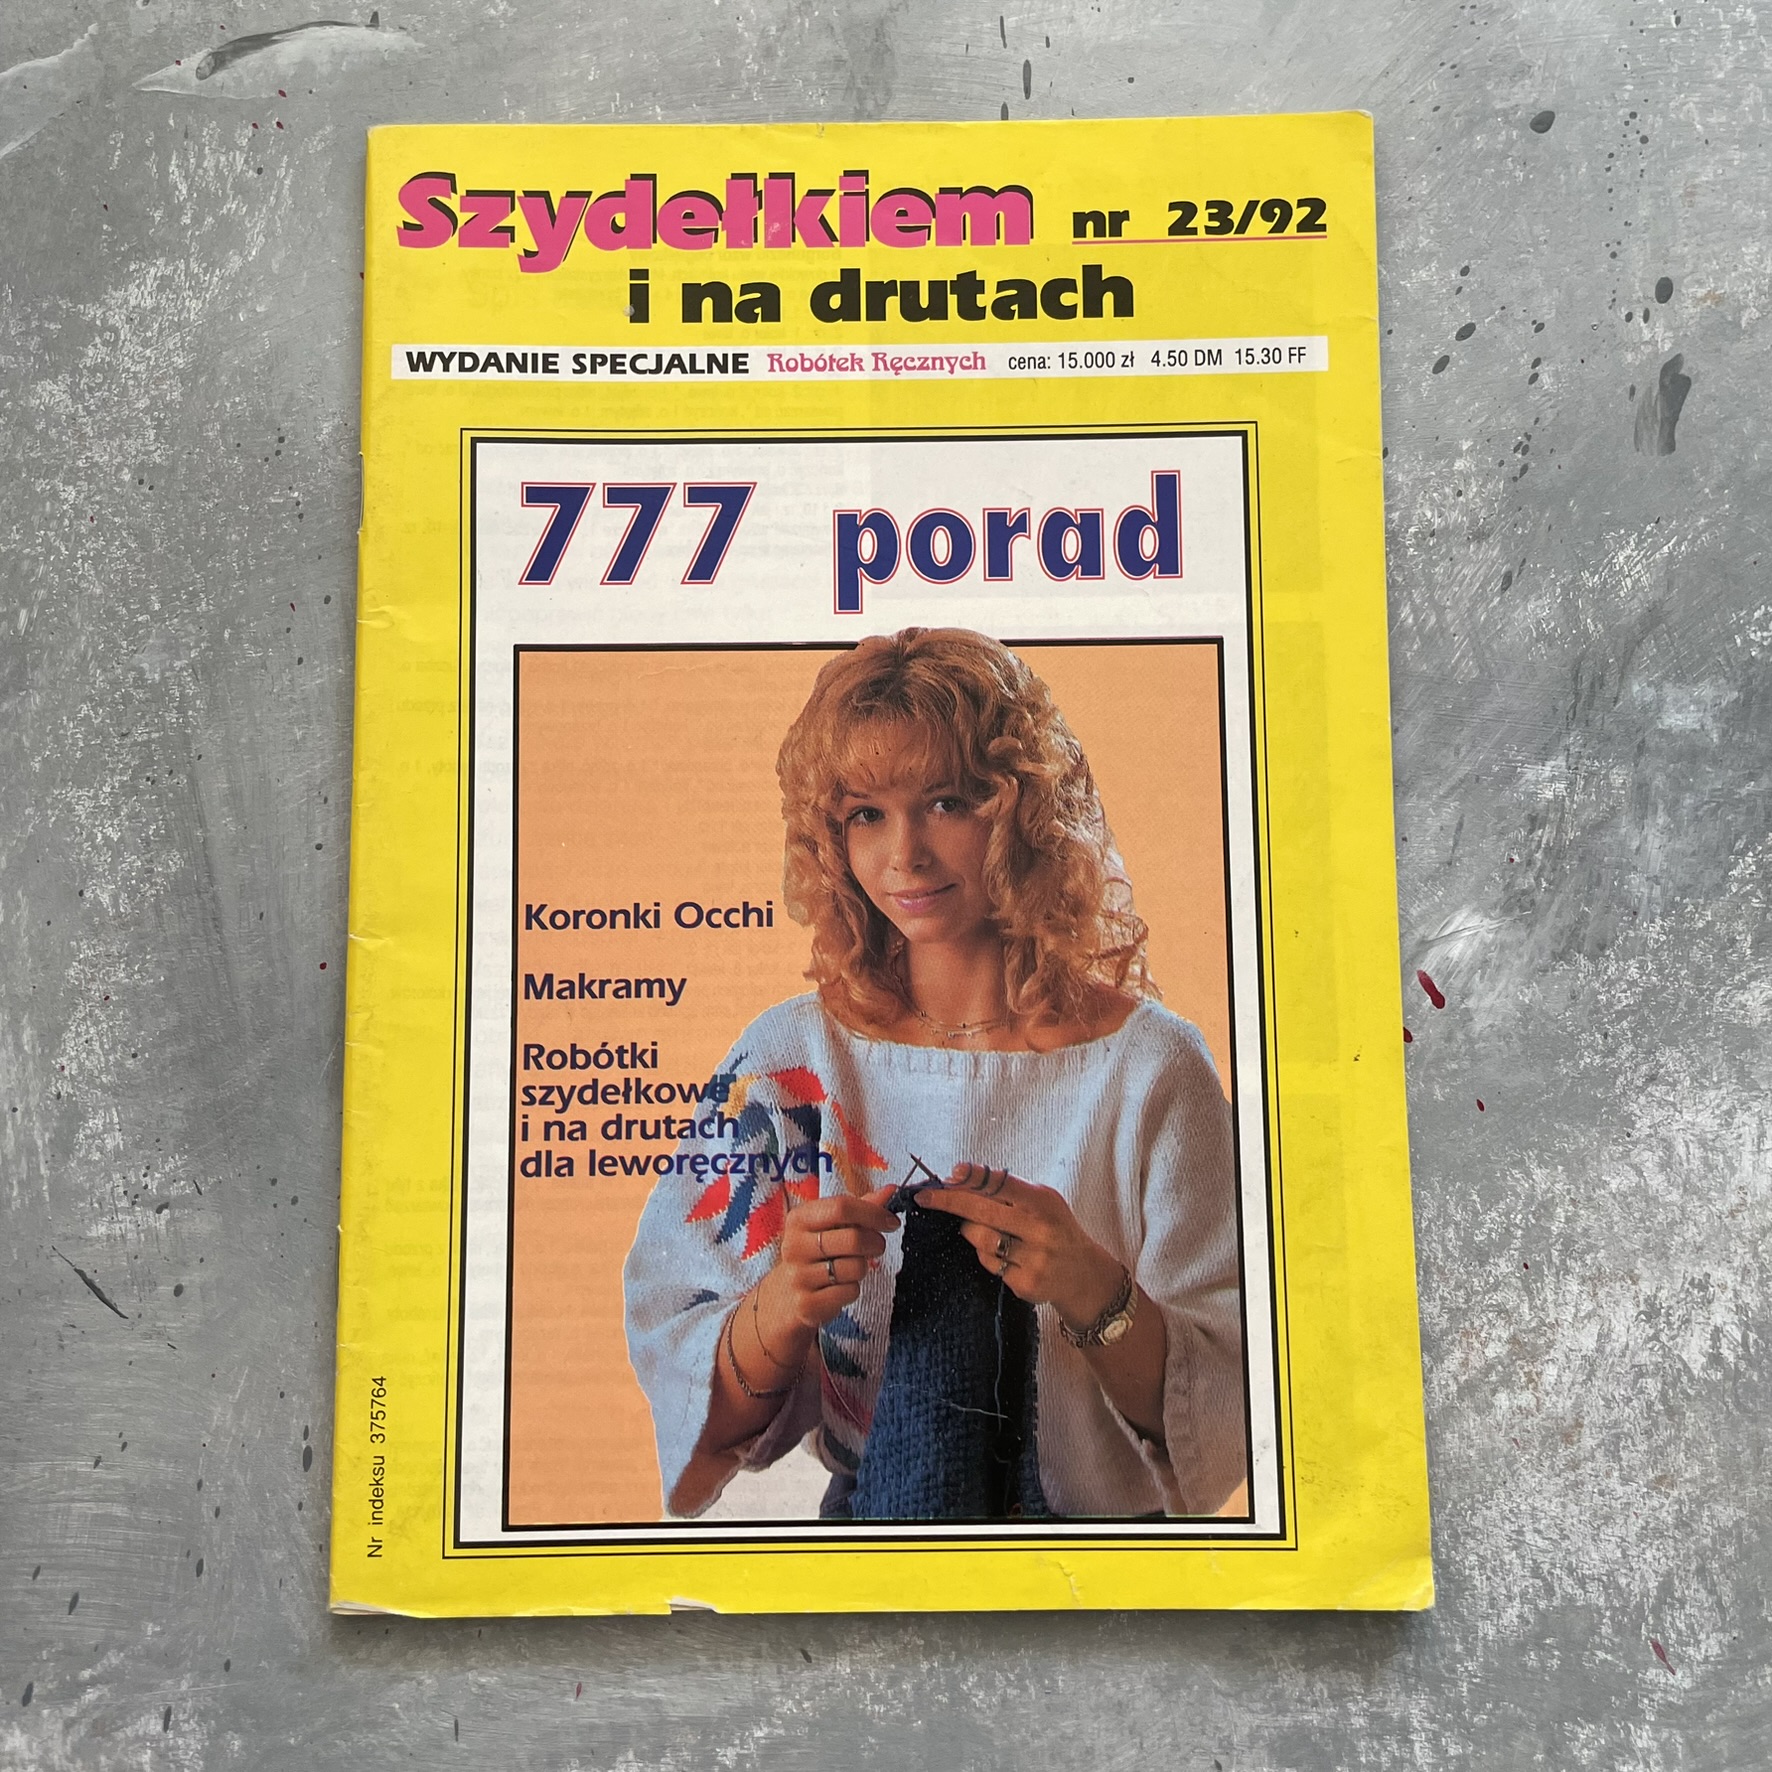 Szydełkiem nr 23/92
i na drutach
WYDANIE SPECJALNE Robótek Ręcznych cena: 15.000 zł 4.50 DM 15.30 FF
777 porad
Koronki Occhi
Makramy
Robótki
szydełkowe
i na drutach
dla leworęcznych
Nr indeksu 375764